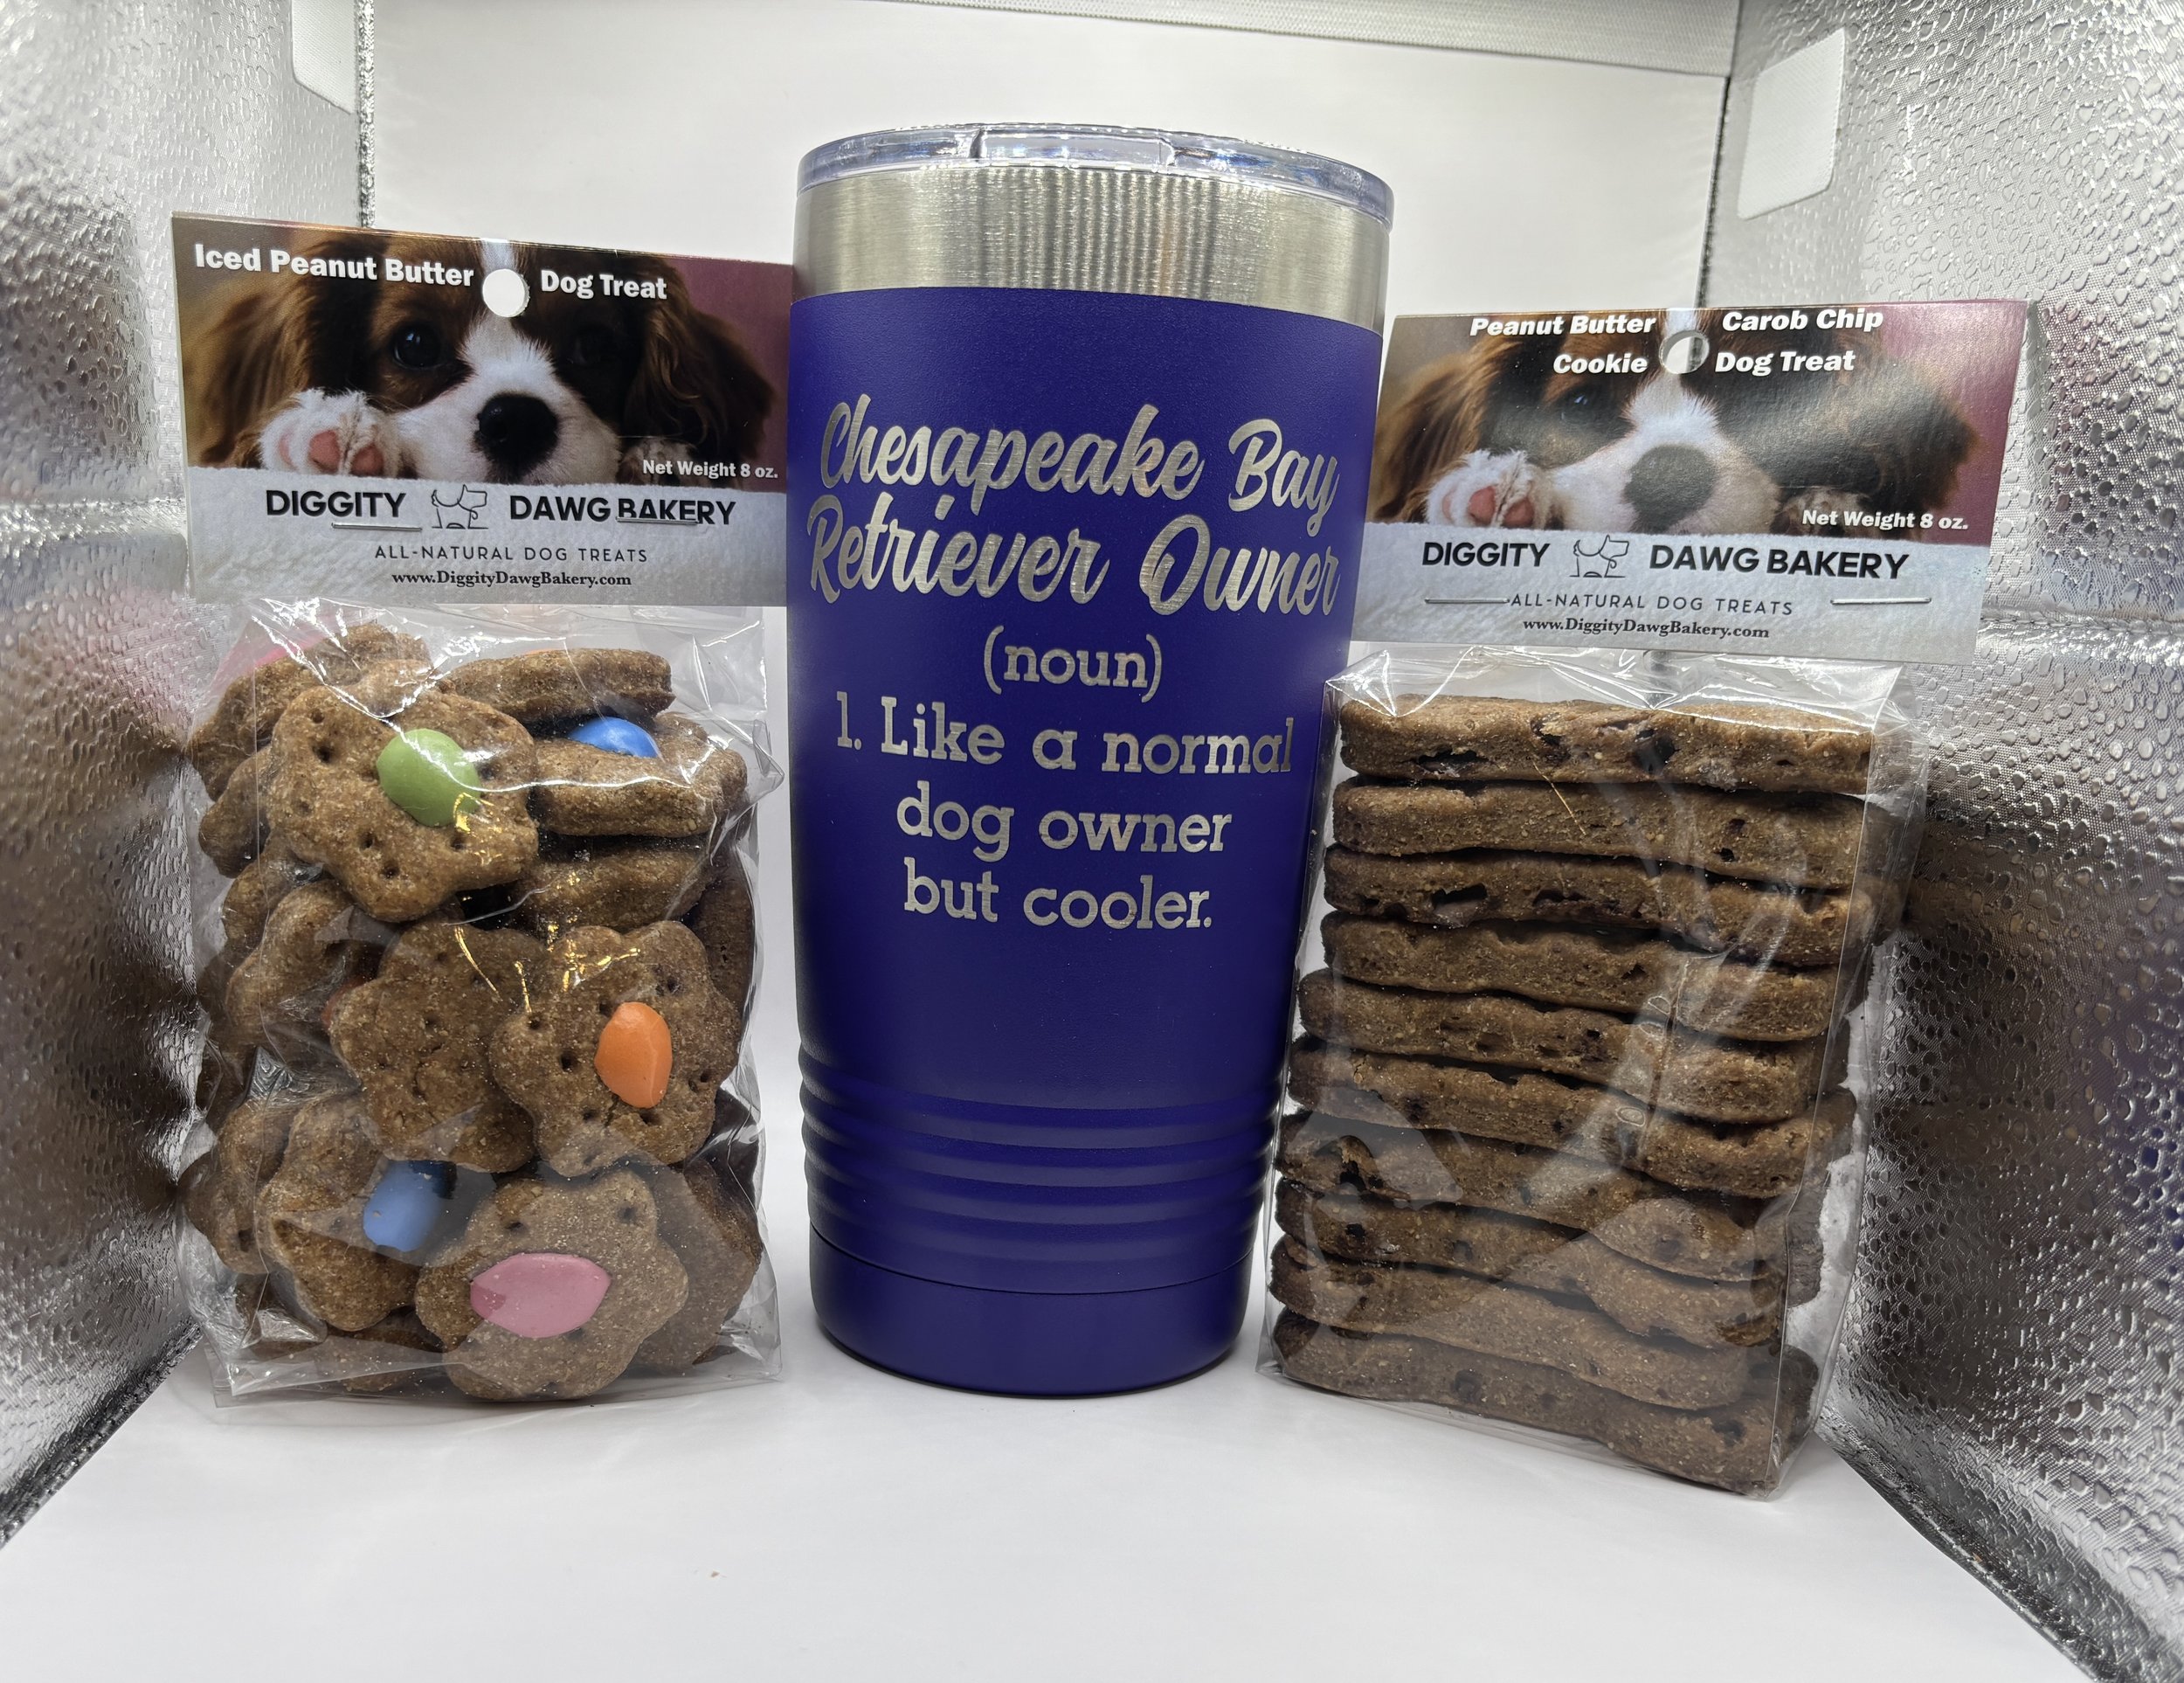 Iced Peanut Butter Dog Treat
Net Weight 8 oz.
DIGGITY DAWG BAKERY
ALL-NATURAL DOG TREATS
www.DiggityDawgBakery.com
Chesapeake Bay
Retriever Owner
(noun)
1. Like a normal
dog owner
but cooler.
Peanut Butter Carob Chip
Cookie Dog Treat
Net Weight 8 oz.
DIGGITY DAWG BAKERY
ALL-NATURAL DOG TREATS
www.DiggityDawgBakery.com